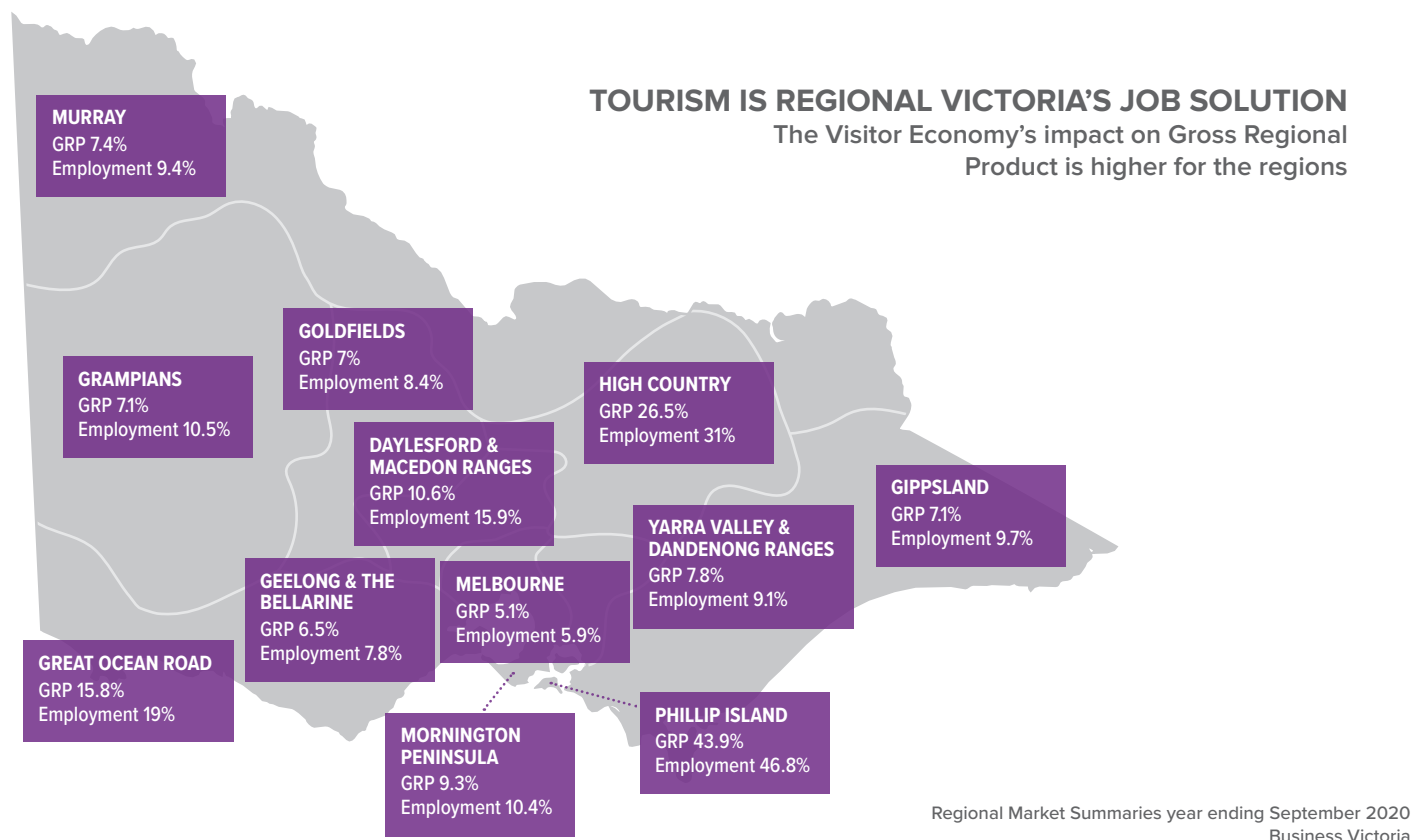 TOURISM IS REGIONAL VICTORIA'S JOB SOLUTION
The Visitor Economy's impact on Gross Regional
Product is higher for the regions
MURRAY
GRP 7.4%
Employment 9.4%
GOLDFIELDS
GRP 7%
Employment 8.4%
GRAMPIANS
GRP 7.1%
Employment 10.5%
HIGH COUNTRY
GRP 26.5%
Employment 31%
DAYLESFORD &
MACEDON RANGES
GRP 10.6%
Employment 15.9%
GIPPSLAND
GRP 7.1%
Employment 9.7%
YARRA VALLEY &
DANDENONG RANGES
GRP 7.8%
Employment 9.1%
GEELONG & THE
BELLARINE
GRP 6.5%
Employment 7.8%
MELBOURNE
GRP 5.1%
Employment 5.9%
GREAT OCEAN ROAD
GRP 15.8%
Employment 19%
PHILLIP ISLAND
GRP 43.9%
Employment 46.8%
MORNINGTON
PENINSULA
GRP 9.3%
Employment 10.4%
Regional Market Summaries year ending September 2020
Business Victoria